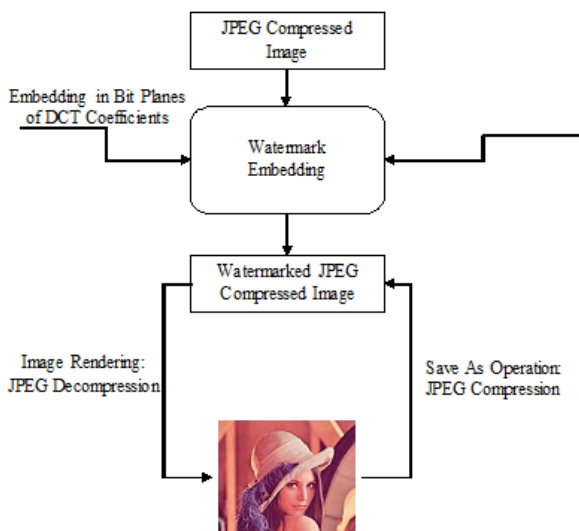 JPEG Compressed
Image
Embedding in Bit Planes
of DCT Coefficients
Watermark
Embedding
Watermarked JPEG
Compressed Image
Image Rendering:
JPEG Decompression
Save As Operation:
JPEG Compression